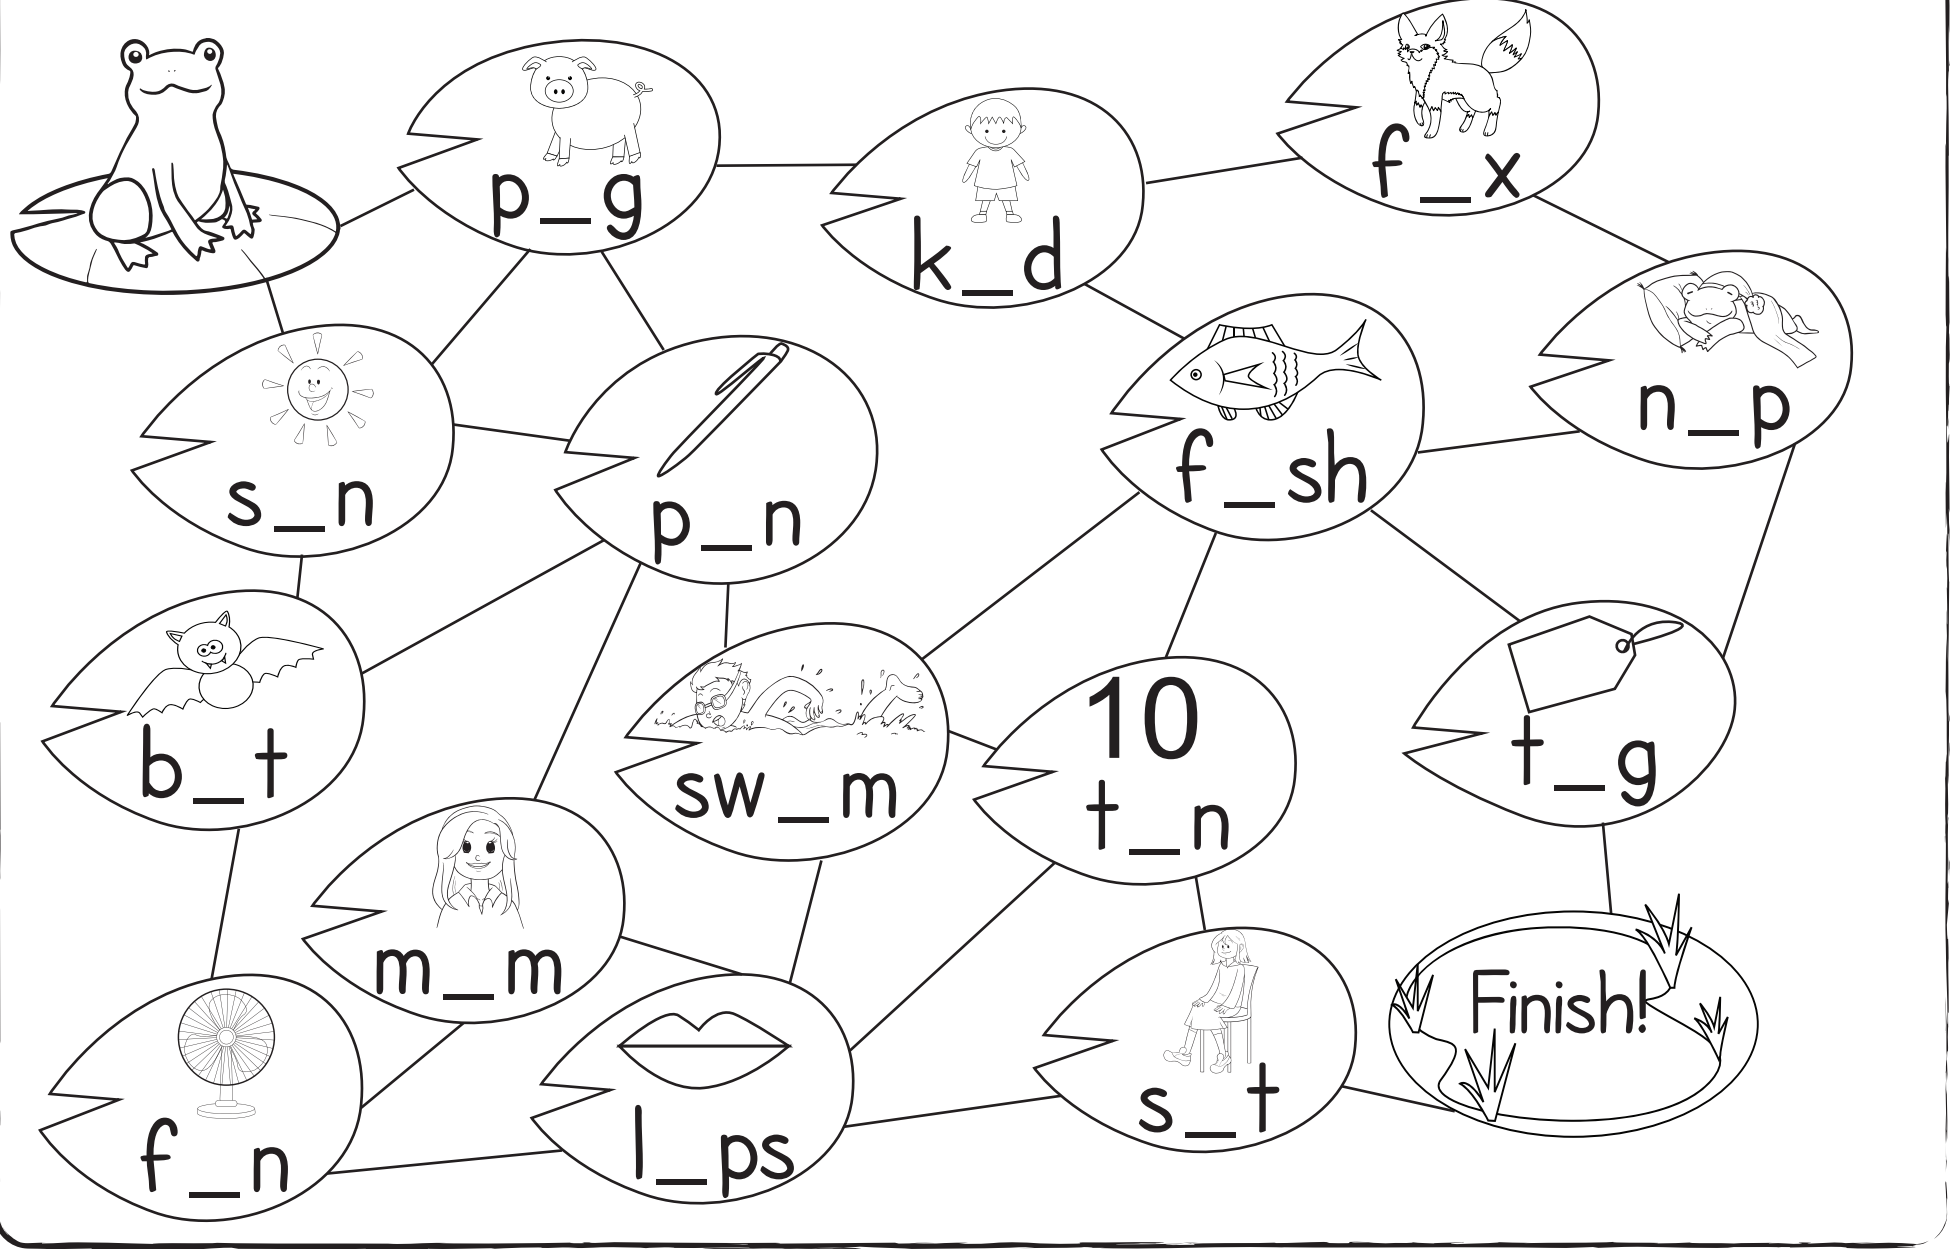 p_g
k_d
f_x
s_n
p_n
f_sh
n_p
b_t
sw_m
10
t_n
t_g
m_m
f_n
l_ps
s_t
Finish!